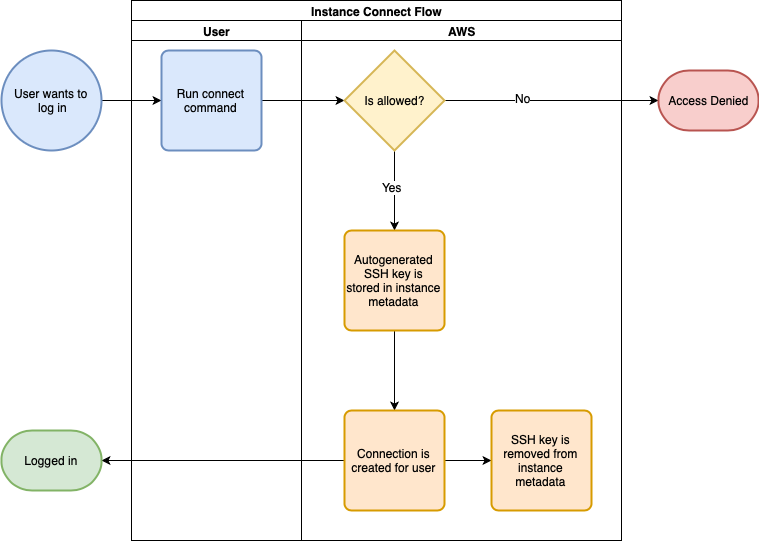 Instance Connect Flow
User
AWS
User wants to
log in
Run connect
command
Is allowed?
No
Access Denied
Yes
Autogenerated
SSH key is
stored in instance
metadata
Logged in
Connection is
created for user
SSH key is
removed from
instance
metadata